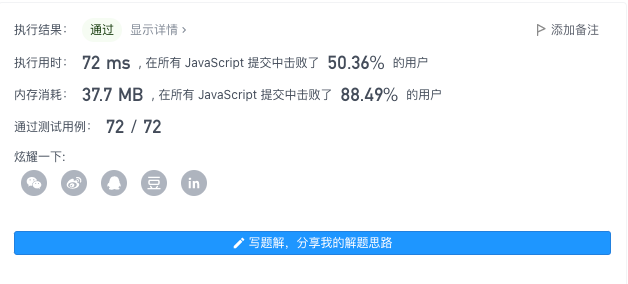 执行结果： 通过 显示详情 › 添加备注
执行用时： 72 ms , 在所有 JavaScript 提交中击败了 50.36% 的用户
内存消耗： 37.7 MB , 在所有 JavaScript 提交中击败了 88.49% 的用户
通过测试用例： 72 / 72
炫耀一下:
豆 in
写题解，分享我的解题思路